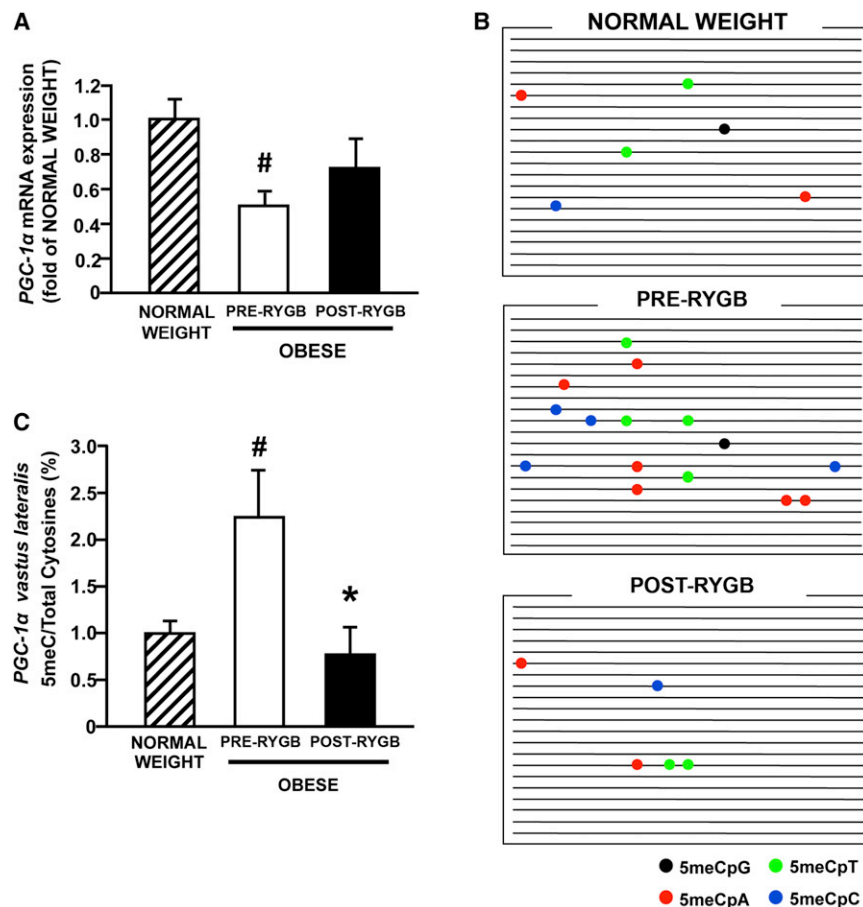 A
PGC-1α mRNA expression
(fold of NORMAL WEIGHT)
1.2
1.0
0.8
0.6
0.4
1.2
0
#
NORMAL
WEIGHT
PRE-RYGB
POST-RYGB
OBESE
B
NORMAL WEIGHT
PRE-RYGB
POST-RYGB
5meCpG
5meCpT
5meCpA
5meCpC
C
PGC-1α vastus lateralis
5meC/Total Cytosines (%)
3.0
2.5
2.0
1.5
1.0
0.5
0
#
*
NORMAL
WEIGHT
PRE-RYGB
POST-RYGB
OBESE